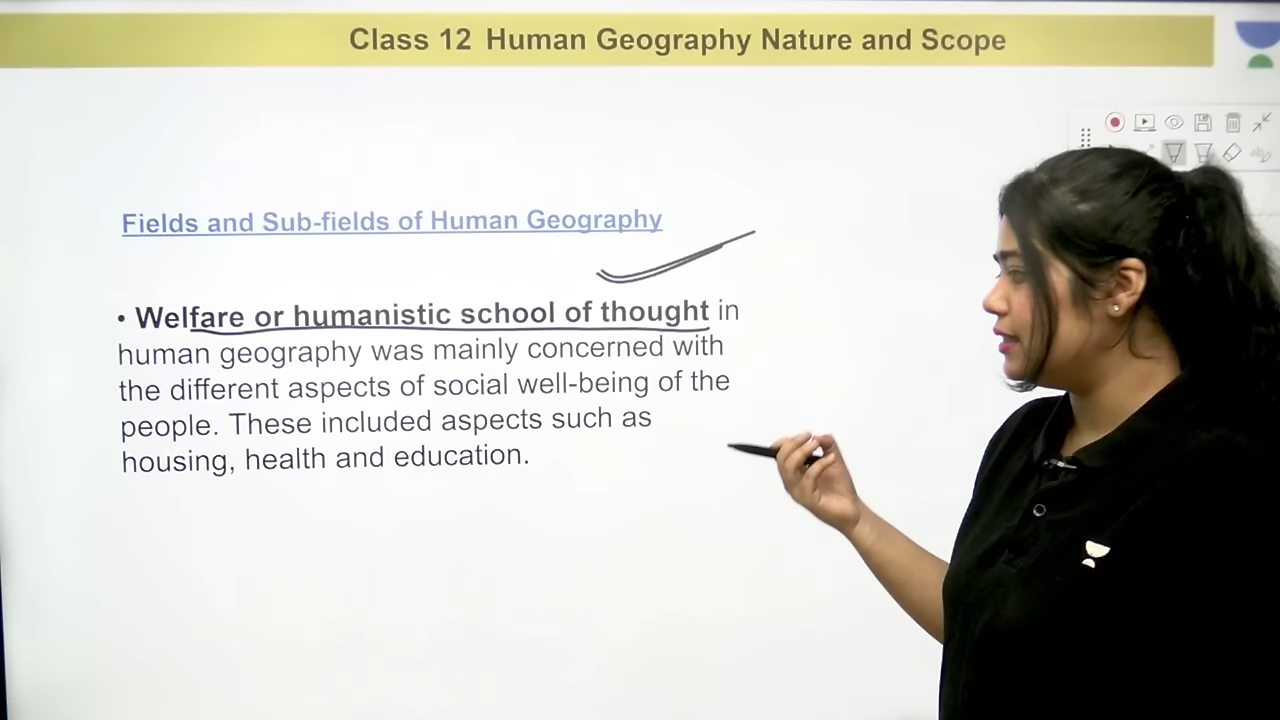 Class 12 Human Geography Nature and Scope
Fields and Sub-fields of Human Geography
• Welfare or humanistic school of thought in
human geography was mainly concerned with
the different aspects of social well-being of the
people. These included aspects such as
housing, health and education.